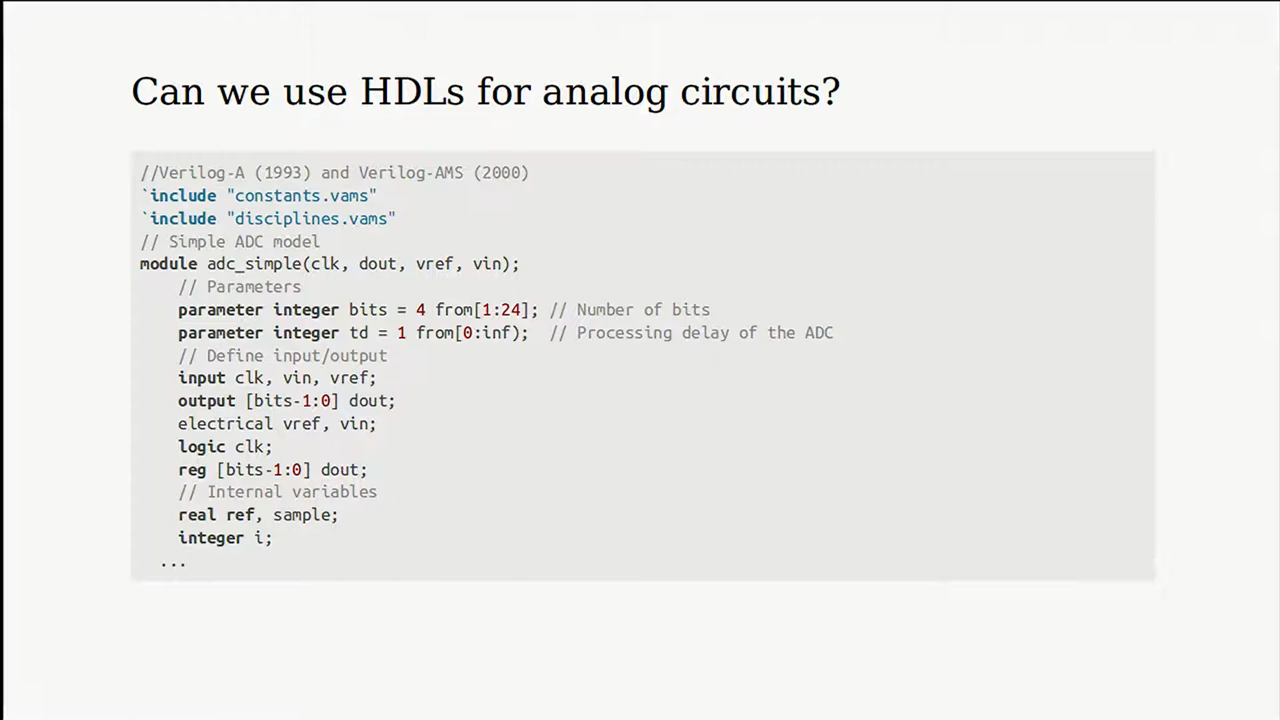 Can we use HDLs for analog circuits?
//Verilog-A (1993) and Verilog-AMS (2000)
`include "constants.vams"
`include "disciplines.vams"
// Simple ADC model
module adc_simple(clk, dout, vref, vin);
    // Parameters
    parameter integer bits = 4 from[1:24]; // Number of bits
    parameter integer td = 1 from[0:inf);  // Processing delay of the ADC
    // Define input/output
    input clk, vin, vref;
    output [bits-1:0] dout;
    electrical vref, vin;
    logic clk;
    reg [bits-1:0] dout;
    // Internal variables
    real ref, sample;
    integer i;
  ...